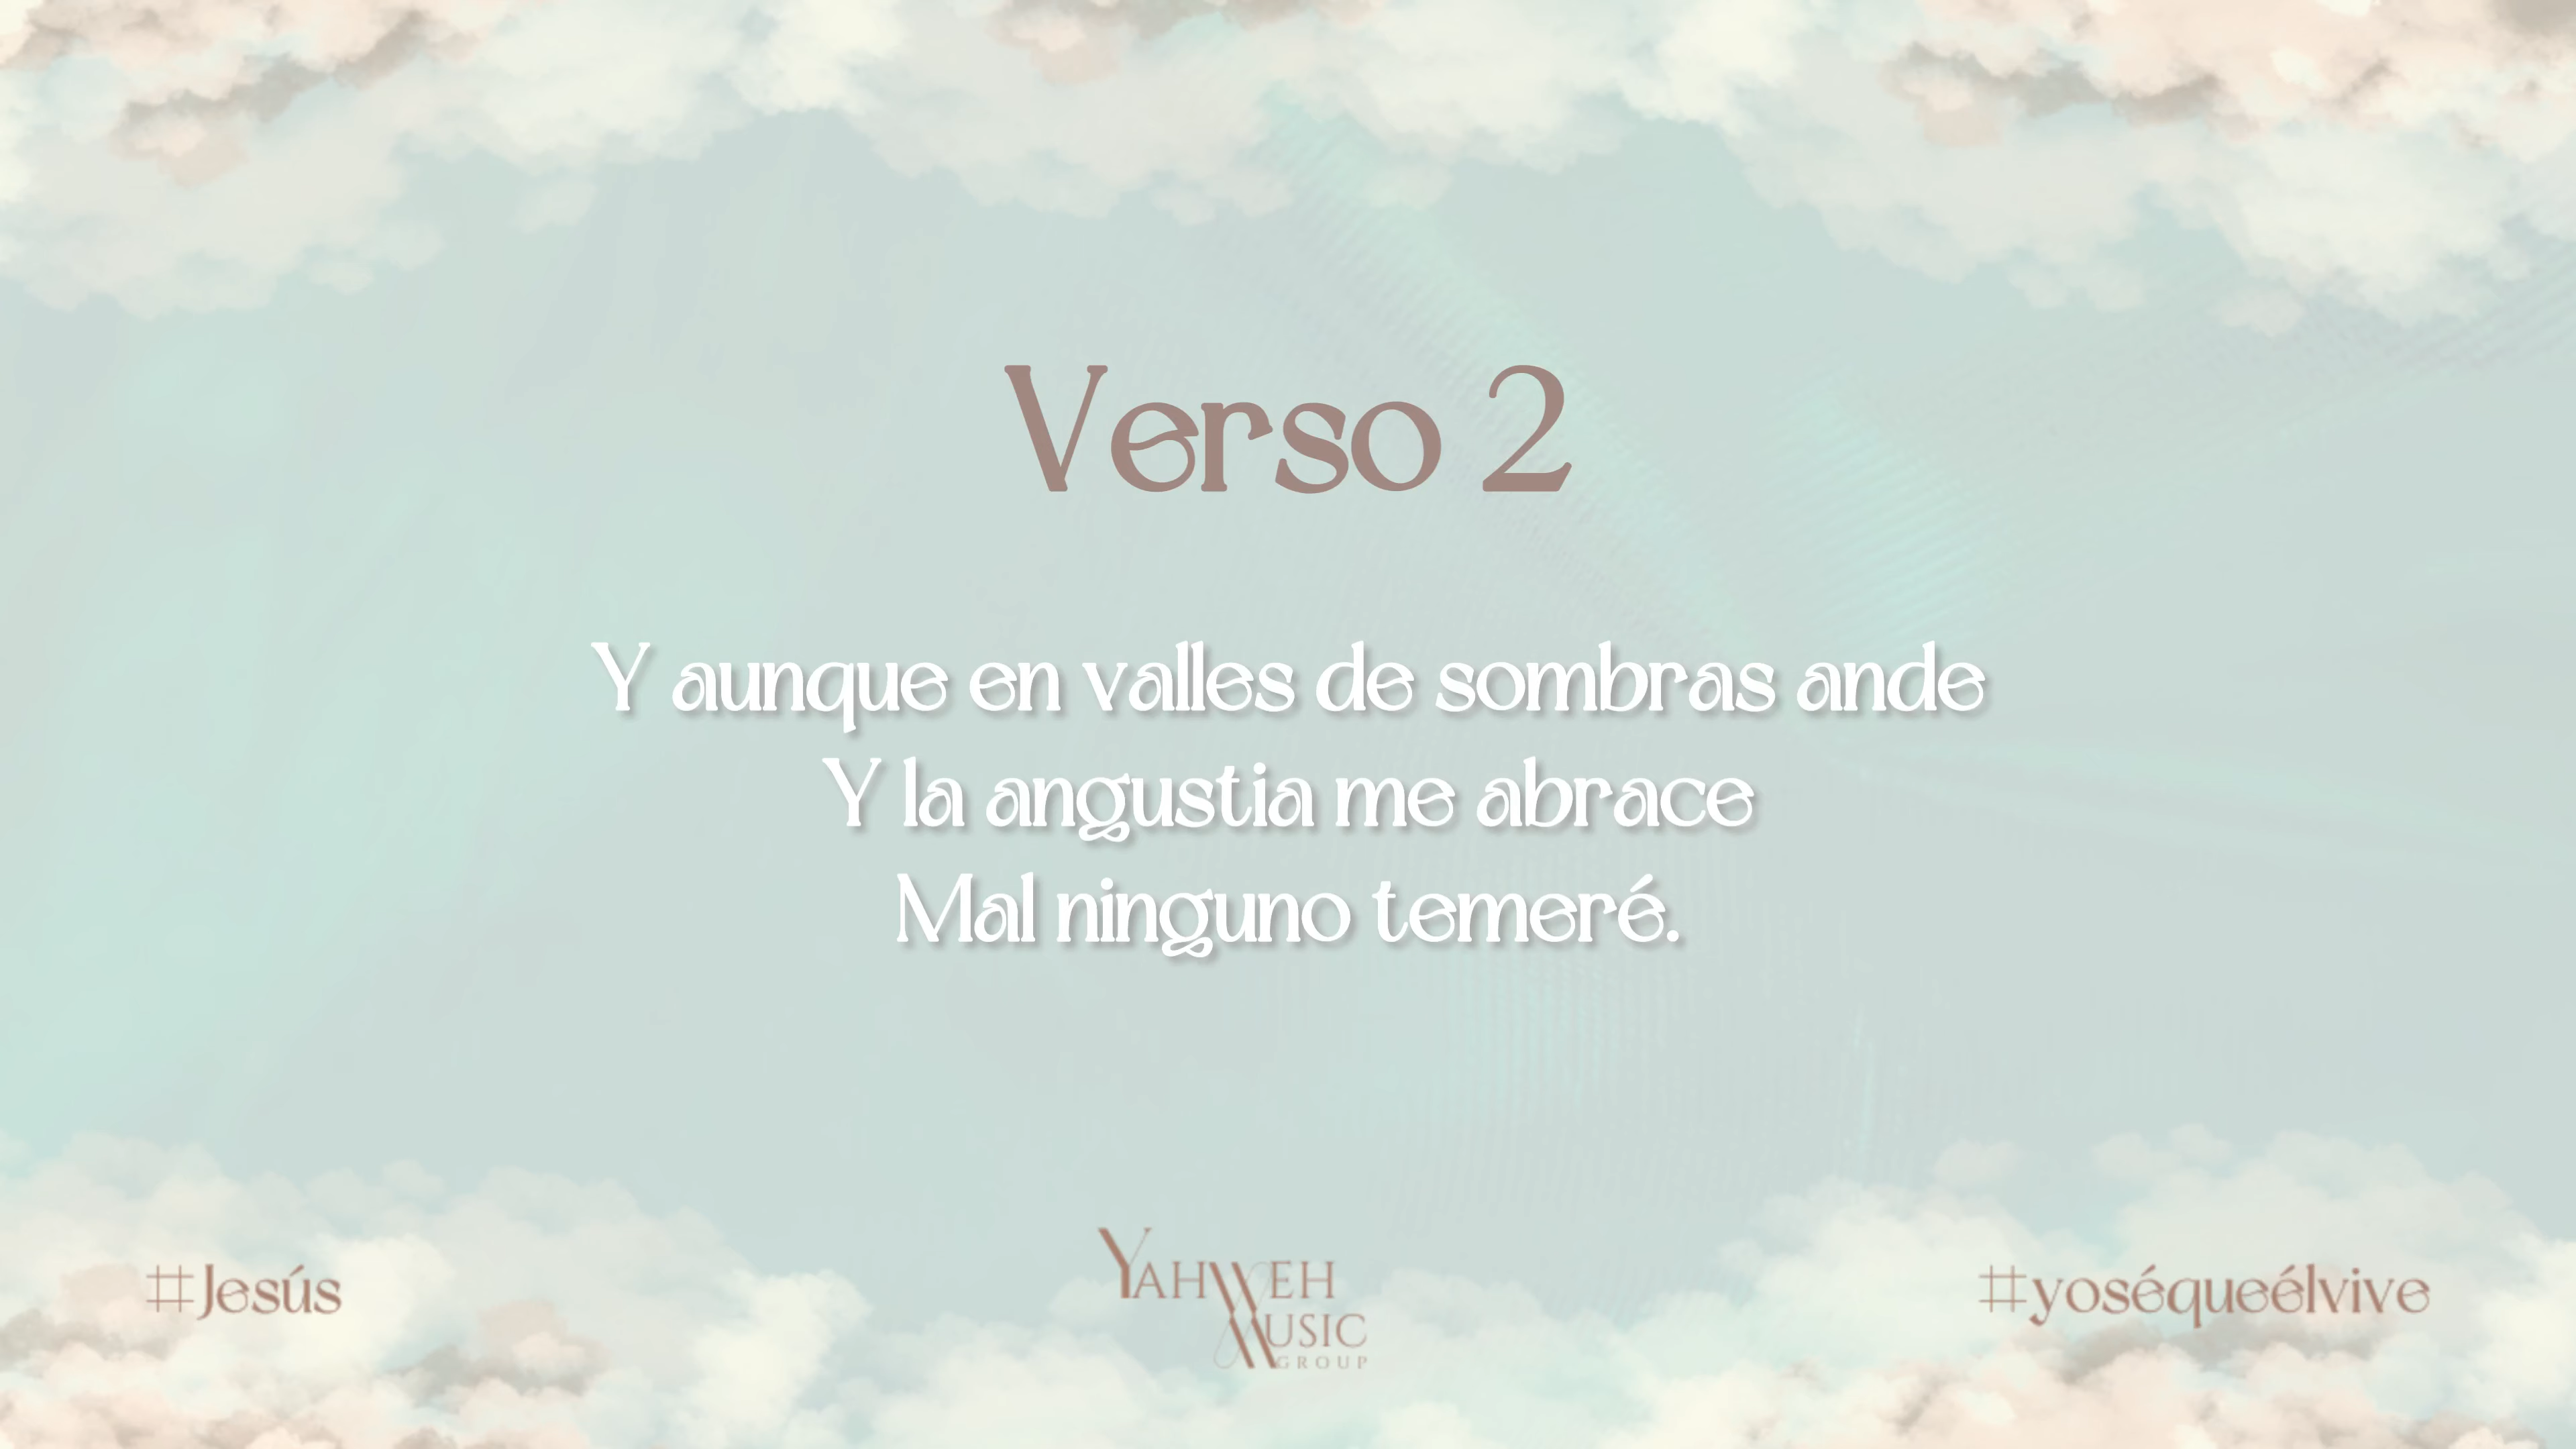 Verso 2
Y aunque en valles de sombras ande
Y la angustia me abrace
Mal ninguno temeré.
#Jesús
YAHWEH
MUSIC
GROUP
#yoséqueélvive